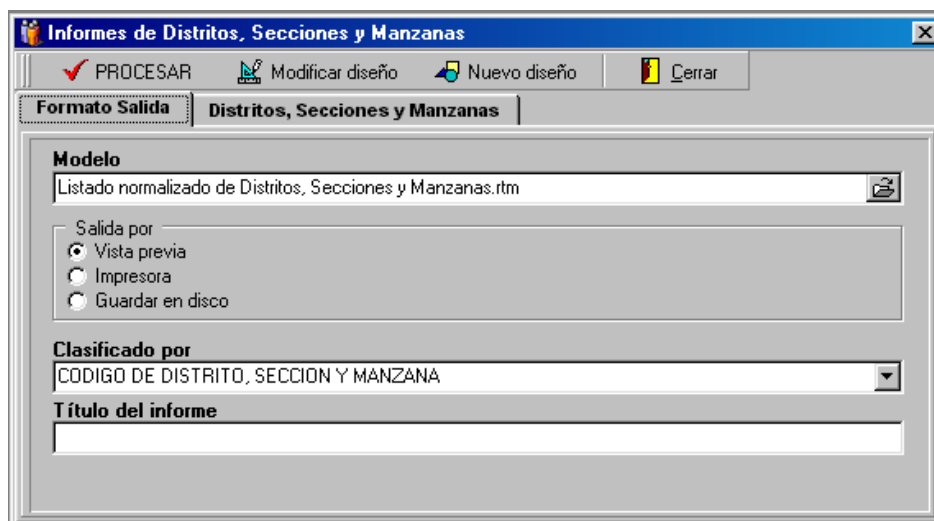 Informes de Distritos, Secciones y Manzanas
PROCESAR Modificar diseño Nuevo diseño Cerrar
Formato Salida Distritos, Secciones y Manzanas
Modelo
Listado normalizado de Distritos, Secciones y Manzanas.rtm
Salida por
Vista previa
Impresora
Guardar en disco
Clasificado por
CODIGO DE DISTRITO, SECCION Y MANZANA
Título del informe